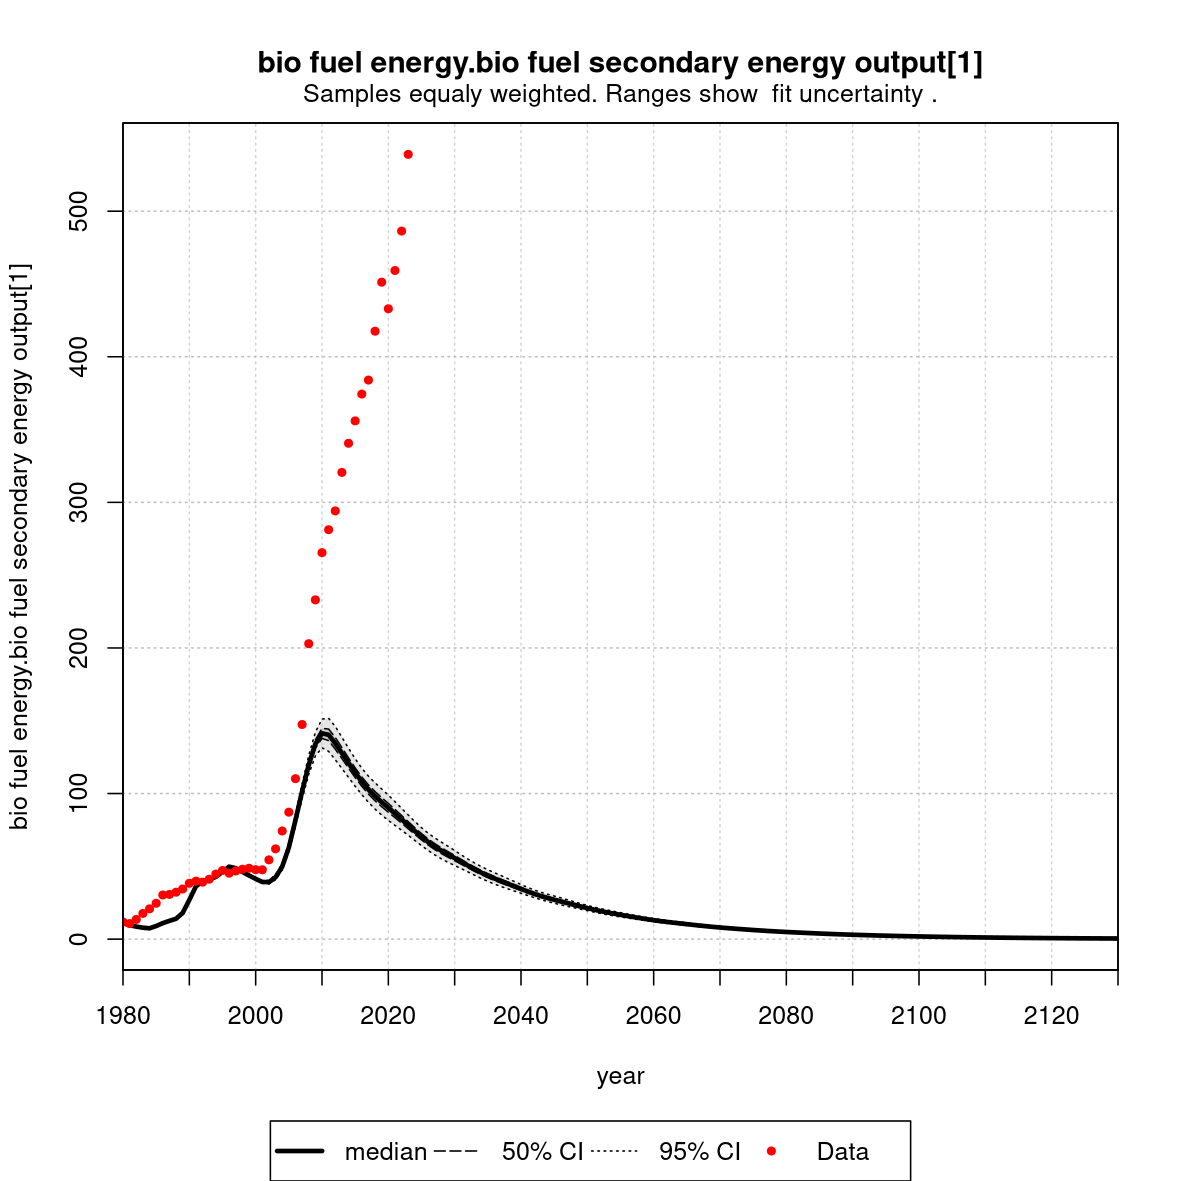 bio fuel energy.bio fuel secondary energy output[1]
Samples equaly weighted. Ranges show  fit uncertainty .
bio fuel energy.bio fuel secondary energy output[1]
500
400
300
200
100
0
1980 2000 2020 2040 2060 2080 2100 2120
year
median 50% CI 95% CI Data